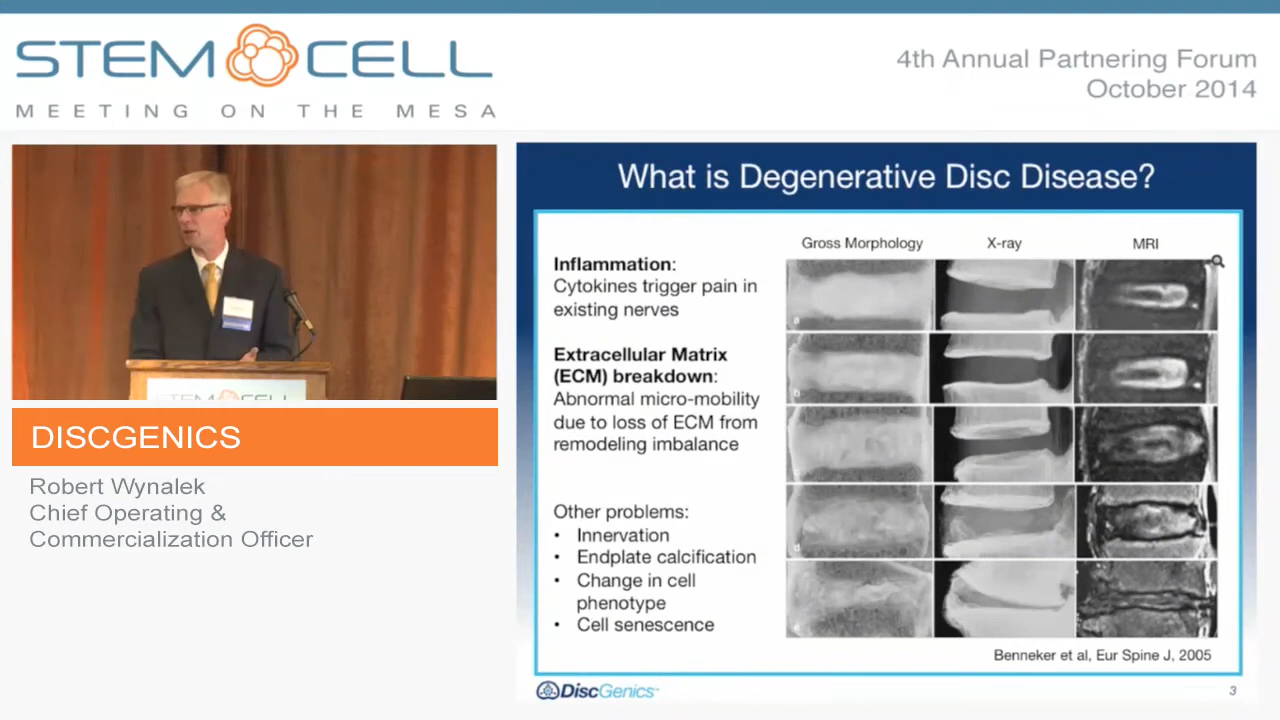 STEM CELL
MEETING ON THE MESA
4th Annual Partnering Forum
October 2014
DISCGENICS
Robert Wynalek
Chief Operating &
Commercialization Officer
What is Degenerative Disc Disease?
Inflammation:
Cytokines trigger pain in
existing nerves
Extracellular Matrix
(ECM) breakdown:
Abnormal micro-mobility
due to loss of ECM from
remodeling imbalance
Other problems:
• Innervation
• Endplate calcification
• Change in cell
phenotype
• Cell senescence
Gross Morphology
X-ray
MRI
Benneker et al, Eur Spine J, 2005
DiscGenics
3
STEM CELL